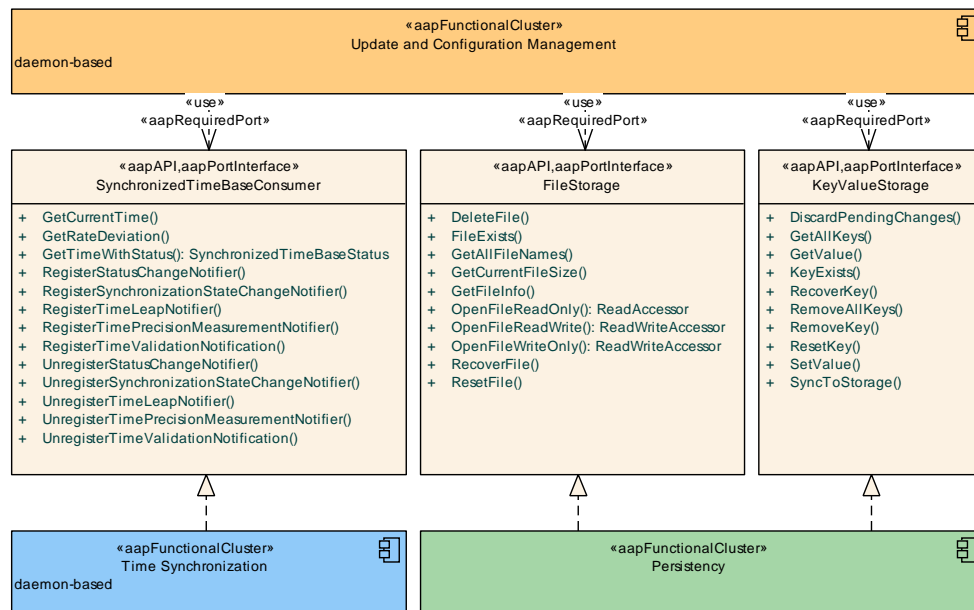 «aapFunctionalCluster»
Update and Configuration Management
daemon-based
«use»
«aapRequiredPort»
«use»
«aapRequiredPort»
«use»
«aapRequiredPort»
«aapAPI,aapPortInterface»
SynchronizedTimeBaseConsumer
+ GetCurrentTime()
+ GetRateDeviation()
+ GetTimeWithStatus(): SynchronizedTimeBaseStatus
+ RegisterStatusChangeNotifier()
+ RegisterSynchronizationStateChangeNotifier()
+ RegisterTimeLeapNotifier()
+ RegisterTimePrecisionMeasurementNotifier()
+ RegisterTimeValidationNotification()
+ UnregisterStatusChangeNotifier()
+ UnregisterSynchronizationStateChangeNotifier()
+ UnregisterTimeLeapNotifier()
+ UnregisterTimePrecisionMeasurementNotifier()
+ UnregisterTimeValidationNotification()
«aapAPI,aapPortInterface»
FileStorage
+ DeleteFile()
+ FileExists()
+ GetAllFileNames()
+ GetCurrentFileSize()
+ GetFileInfo()
+ OpenFileReadOnly(): ReadAccessor
+ OpenFileReadWrite(): ReadWriteAccessor
+ OpenFileWriteOnly(): ReadWriteAccessor
+ RecoverFile()
+ ResetFile()
«aapAPI,aapPortInterface»
KeyValueStorage
+ DiscardPendingChanges()
+ GetAllKeys()
+ GetValue()
+ KeyExists()
+ RecoverKey()
+ RemoveAllKeys()
+ RemoveKey()
+ ResetKey()
+ SetValue()
+ SyncToStorage()
«aapFunctionalCluster»
Time Synchronization
daemon-based
«aapFunctionalCluster»
Persistency